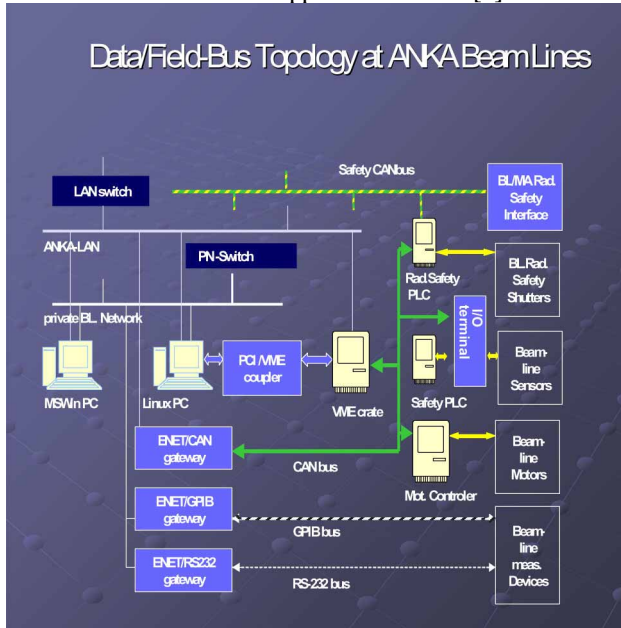 Data/Field-Bus Topology at ANKA Beam Lines
Safety CANbus
LAN switch
BL/MA Rad.
Safety
Interface
ANKA-LAN
PN-Switch
Rad.Safety
PLC
BL.Rad.
Safety
Shutters
private BL. Network
I/O
terminal
PCI /VME
coupler
Beam-
line
Sensors
MSWin PC
Linux PC
VME crate
Safety PLC
ENET/CAN
gateway
CAN bus
Beam-
line
Motors
Mot. Controler
ENET/GPIB
gateway
GPIB bus
Beam-
line
meas.
Devices
ENET/RS232
gateway
RS-232 bus